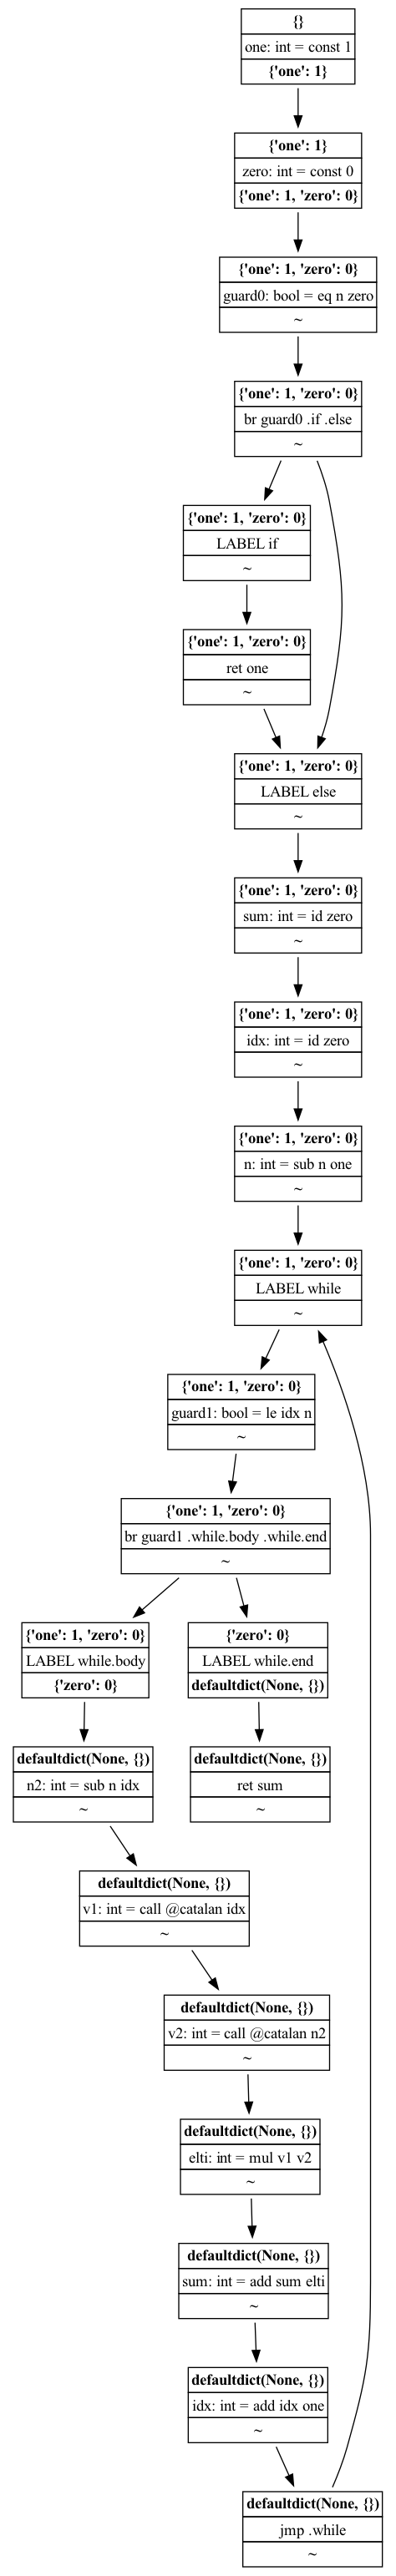 {}
one: int = const 1
{'one': 1}
{'one': 1}
zero: int = const 0
{'one': 1, 'zero': 0}
{'one': 1, 'zero': 0}
guard0: bool = eq n zero
~
{'one': 1, 'zero': 0}
br guard0 .if .else
~
{'one': 1, 'zero': 0}
LABEL if
~
{'one': 1, 'zero': 0}
ret one
~
{'one': 1, 'zero': 0}
LABEL else
~
{'one': 1, 'zero': 0}
sum: int = id zero
~
{'one': 1, 'zero': 0}
idx: int = id zero
~
{'one': 1, 'zero': 0}
n: int = sub n one
~
{'one': 1, 'zero': 0}
LABEL while
~
{'one': 1, 'zero': 0}
guard1: bool = le idx n
~
{'one': 1, 'zero': 0}
br guard1 .while.body .while.end
~
{'one': 1, 'zero': 0}
LABEL while.body
{'zero': 0}
{'zero': 0}
LABEL while.end
defaultdict(None, {})
defaultdict(None, {})
n2: int = sub n idx
~
defaultdict(None, {})
ret sum
~
defaultdict(None, {})
v1: int = call @catalan idx
~
defaultdict(None, {})
v2: int = call @catalan n2
~
defaultdict(None, {})
elti: int = mul v1 v2
~
defaultdict(None, {})
sum: int = add sum elti
~
defaultdict(None, {})
idx: int = add idx one
~
defaultdict(None, {})
jmp .while
~